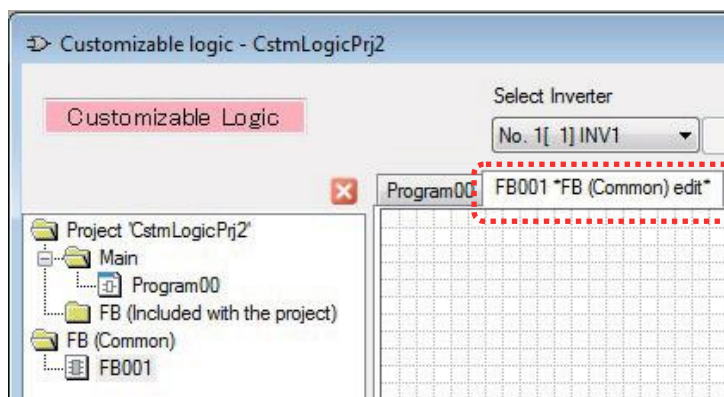 Customizable logic - CstmLogicPrj2
Customizable Logic
Select Inverter
No. 1[ 1] INV1
Program00
FB001 *FB (Common) edit*
Project 'CstmLogicPrj2'
Main
Program00
FB (Included with the project)
FB (Common)
FB001